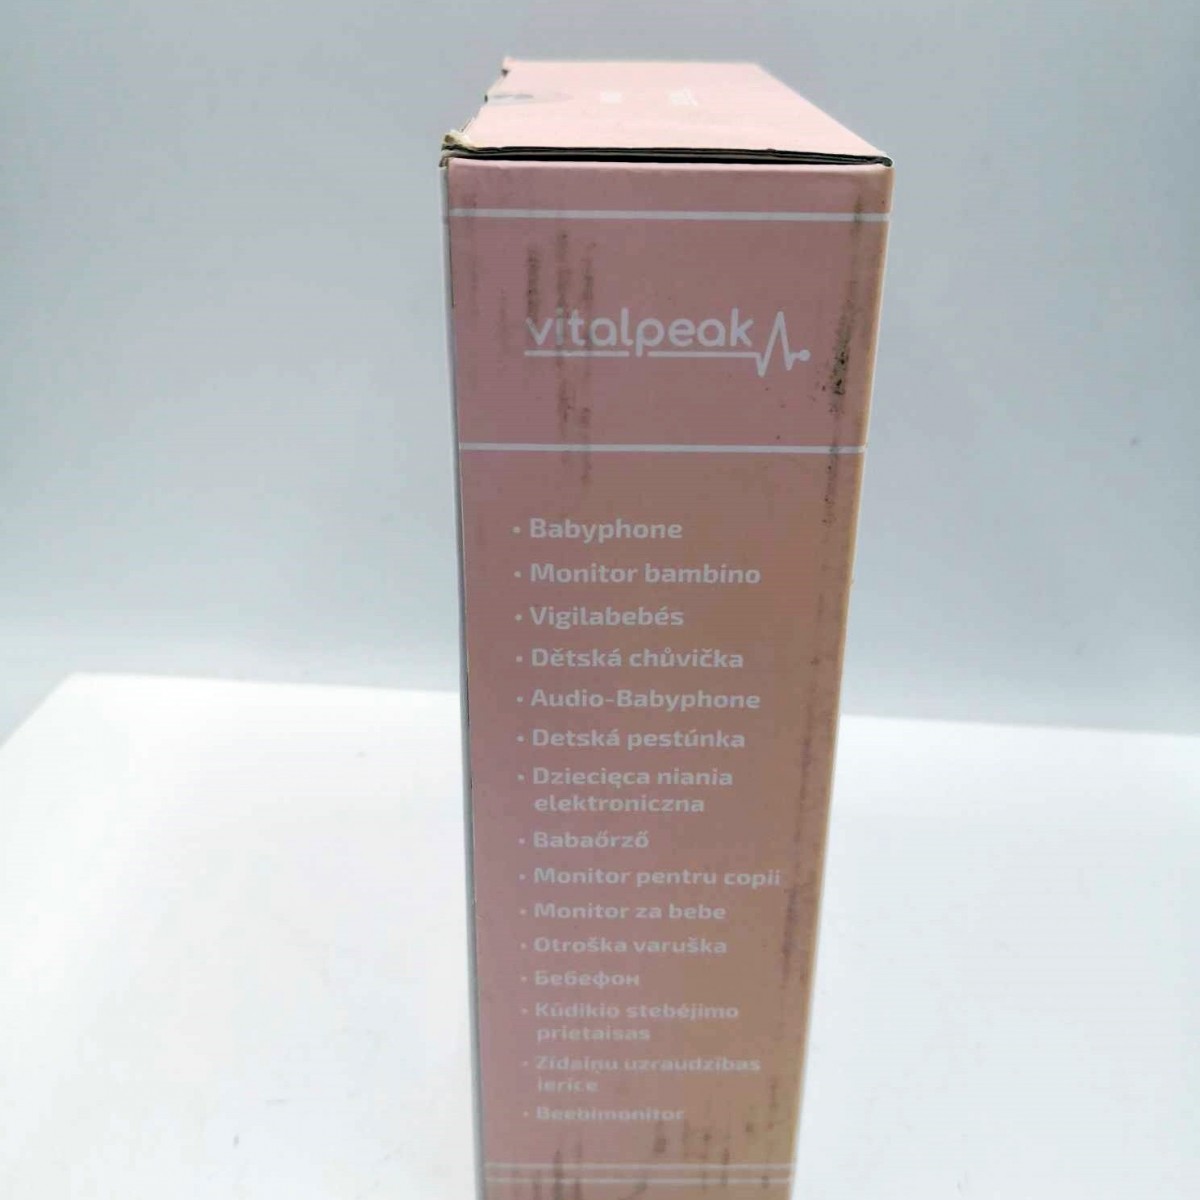 vitalpeak
• Babyphone
• Monitor bambino
• Vigilabebés
• Dětská chůvička
• Audio-Babyphone
• Detská pestúnka
• Dziecięca niania
elektroniczna
• Babaőrző
• Monitor pentru copii
• Monitor za bebe
• Otroška varuška
• Бебефон
• Kūdikio stebėjimo
prietaisas
• Zīdaiņu uzraudzības
ierīce
• Beebimonitor